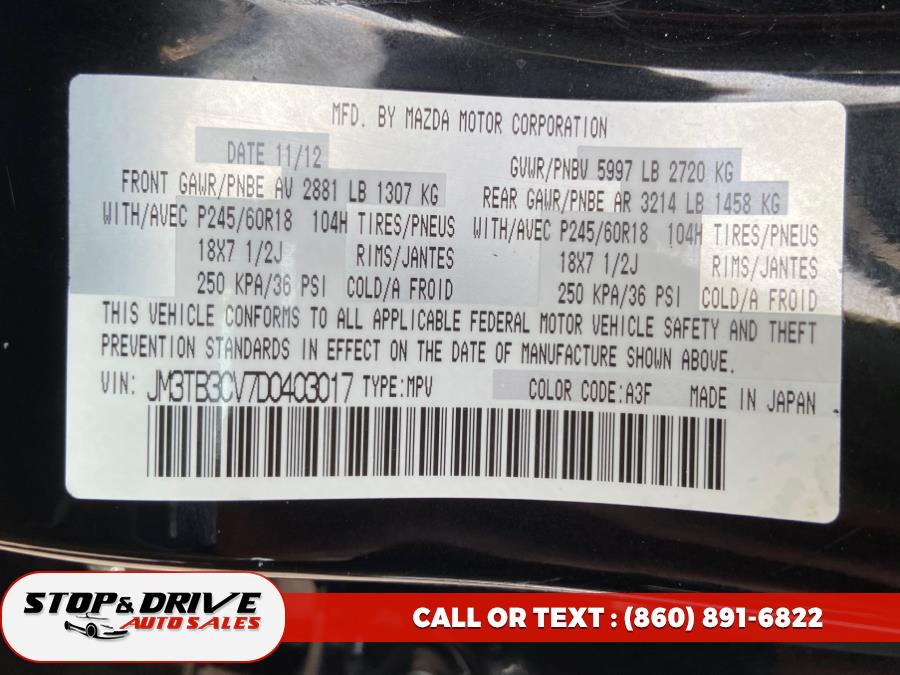 MFD. BY MAZDA MOTOR CORPORATION
DATE 11/12 GVWR/PNBV 5997 LB 2720 KG
FRONT GAWR/PNBE AV 2881 LB 1307 KG REAR GAWR/PNBE AR 3214 LB 1458 KG
WITH/AVEC P245/60R18 104H TIRES/PNEUS WITH/AVEC P245/60R18 104H TIRES/PNEUS
18X7 1/2J RIMS/JANTES 18X7 1/2J RIMS/JANTES
250 KPA/36 PSI COLD/A FROID 250 KPA/36 PSI COLD/A FROID
THIS VEHICLE CONFORMS TO ALL APPLICABLE FEDERAL MOTOR VEHICLE SAFETY AND THEFT
PREVENTION STANDARDS IN EFFECT ON THE DATE OF MANUFACTURE SHOWN ABOVE.
VIN: JM3TB3CV7D0403017 TYPE:MPV COLOR CODE:A3F MADE IN JAPAN
STOP & DRIVE
AUTO SALES
CALL OR TEXT : (860) 891-6822